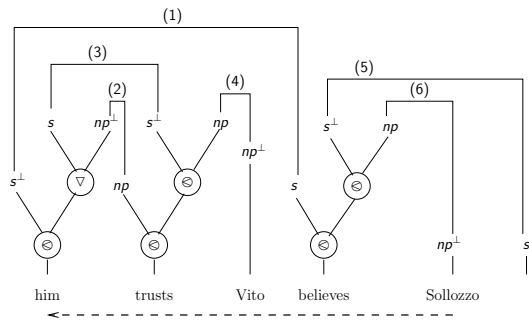 (1)
(3) (5)
(2) (4) (6)
s np⊥ s⊥ np s⊥ np
np⊥
s⊥ ▽ np ⧀ s ⧀
⧀ ⧀ ⧀ np⊥ s
him trusts Vito believes Sollozzo